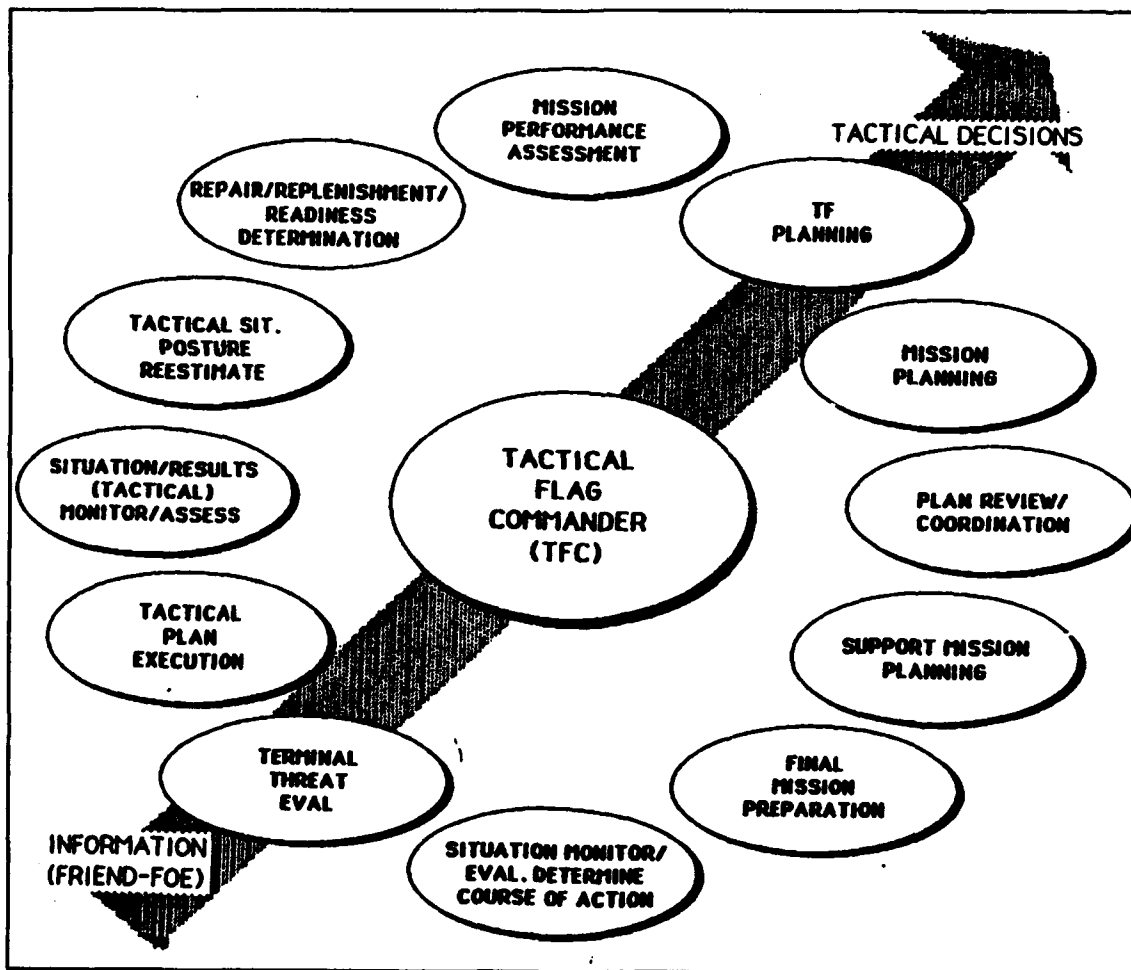 MISSION
PERFORMANCE
ASSESSMENT
TACTICAL DECISIONS
REPAIR/REPLENISHMENT/
READINESS
DETERMINATION
TF
PLANNING
TACTICAL SIT.
POSTURE
REESTIMATE
MISSION
PLANNING
TACTICAL
FLAG
COMMANDER
(TFC)
SITUATION/RESULTS
(TACTICAL)
MONITOR/ASSESS
PLAN REVIEW/
COORDINATION
TACTICAL
PLAN
EXECUTION
SUPPORT MISSION
PLANNING
TERMINAL
THREAT
EVAL
FINAL
MISSION
PREPARATION
INFORMATION
(FRIEND-FOE)
SITUATION MONITOR/
EVAL. DETERMINE
COURSE OF ACTION